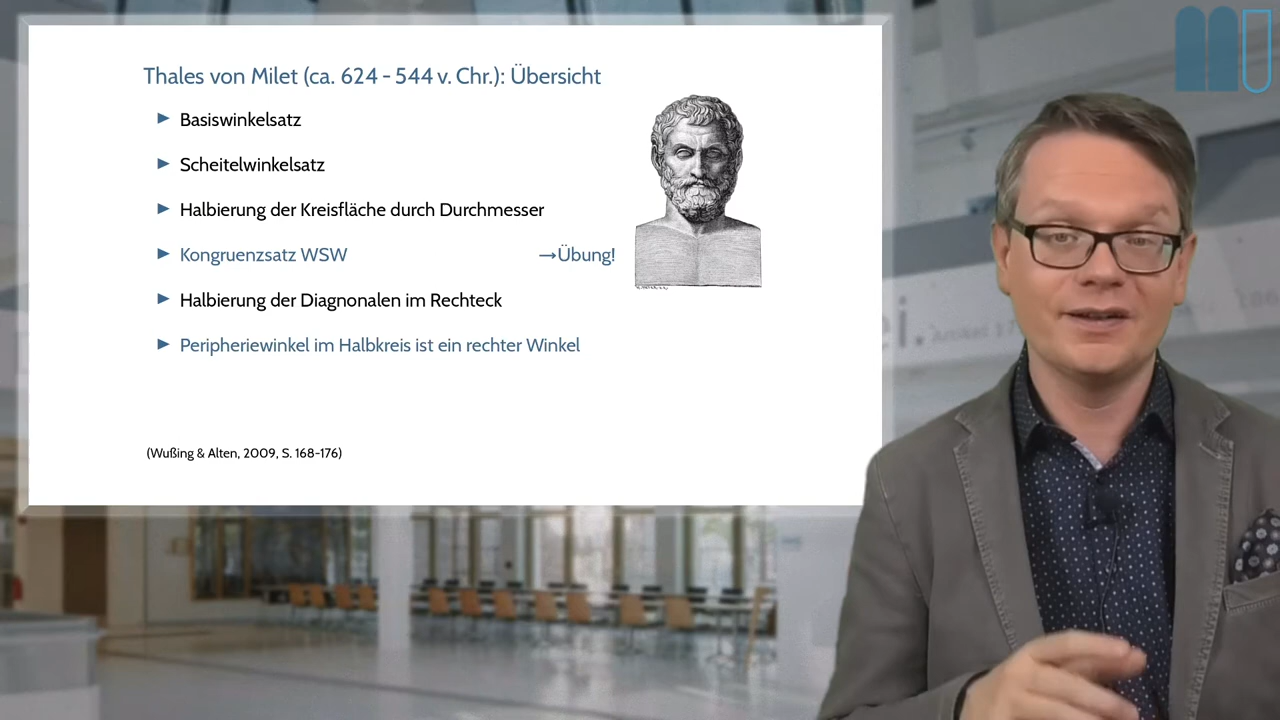 Thales von Milet (ca. 624 - 544 v. Chr.): Übersicht
Basiswinkelsatz
Scheitelwinkelsatz
Halbierung der Kreisfläche durch Durchmesser
Kongruenzsatz WSW →Übung!
Halbierung der Diagnonalen im Rechteck
Peripheriewinkel im Halbkreis ist ein rechter Winkel
(Wußing & Alten, 2009, S. 168-176)